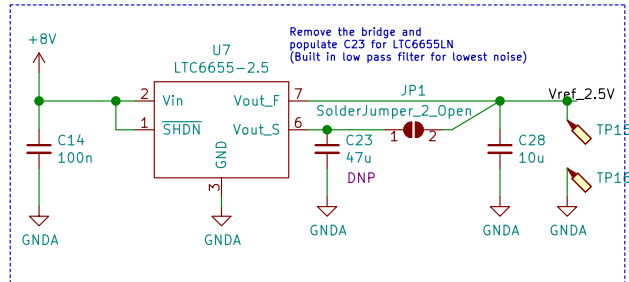 Remove the bridge and
populate C23 for LTC6655LN
(Built in low pass filter for lowest noise)
+8V
U7
LTC6655-2.5
JP1
SolderJumper_2_Open
Vref_2.5V
2 Vin Vout_F 7
1 SHDN Vout_S 6
GND
3
C14
100n
C23
47u
DNP
1 2
C28
10u
TP15
TP16
GNDA
GNDA
GNDA
GNDA
GNDA